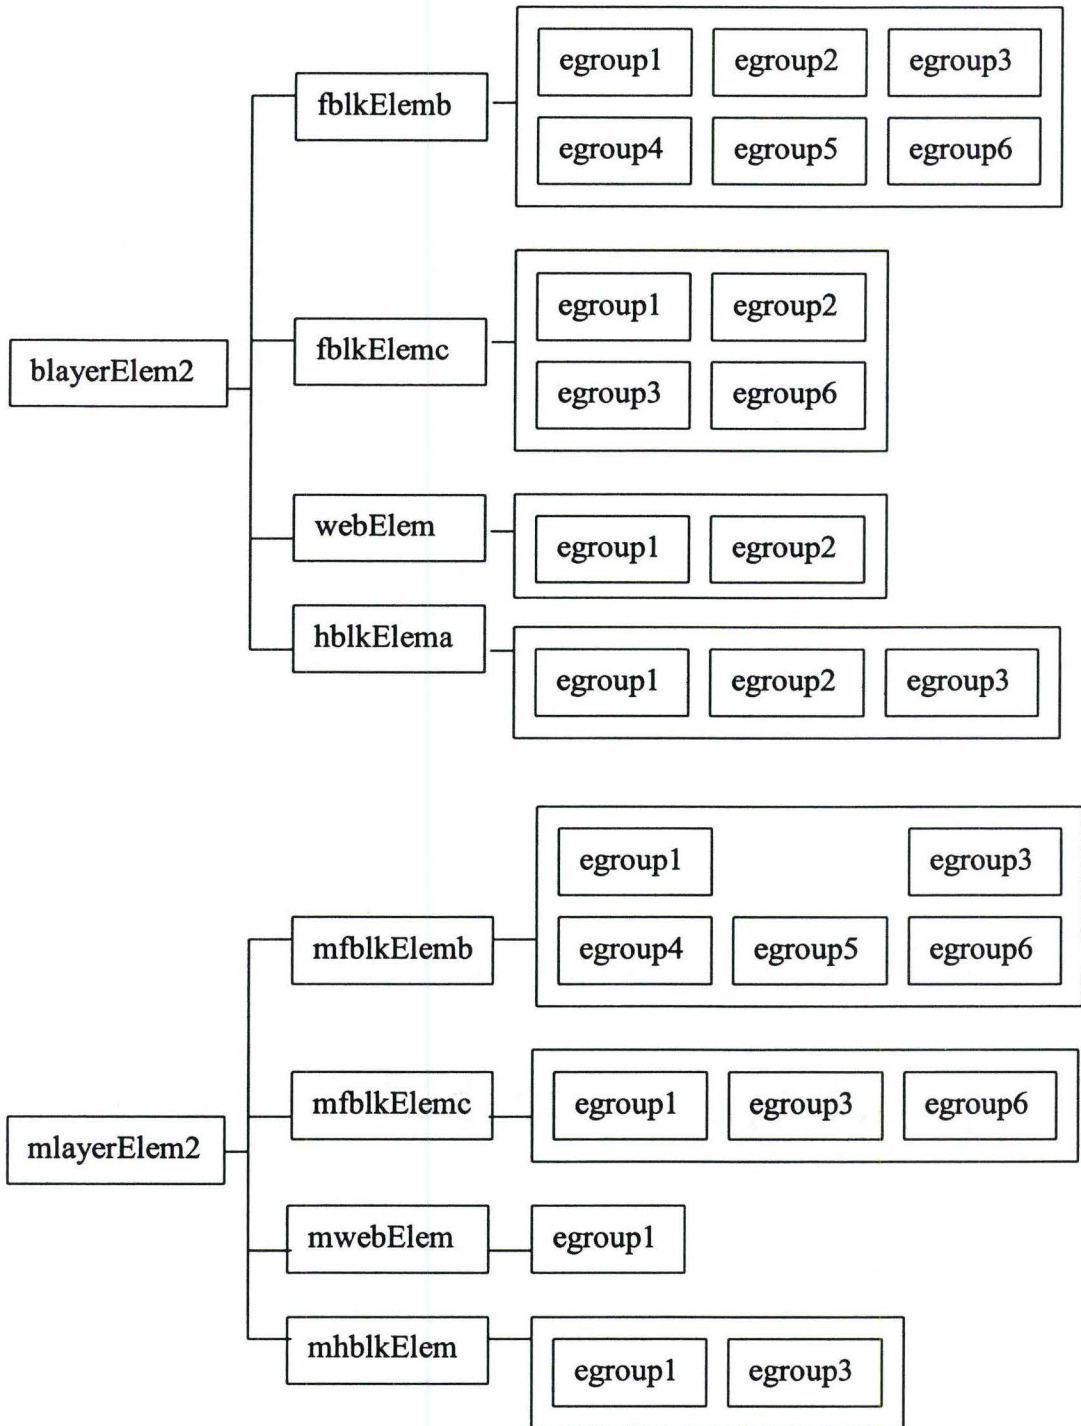 fblkElemb
egroup1 egroup2 egroup3
egroup4 egroup5 egroup6
blayerElem2
fblkElemc
egroup1 egroup2
egroup3 egroup6
webElem
egroup1 egroup2
hblkElema
egroup1 egroup2 egroup3
mlayerElem2
mfblkElemb
egroup1 egroup3
egroup4 egroup5 egroup6
mfblkElemc
egroup1 egroup3 egroup6
mwebElem
egroup1
mhblkElem
egroup1 egroup3